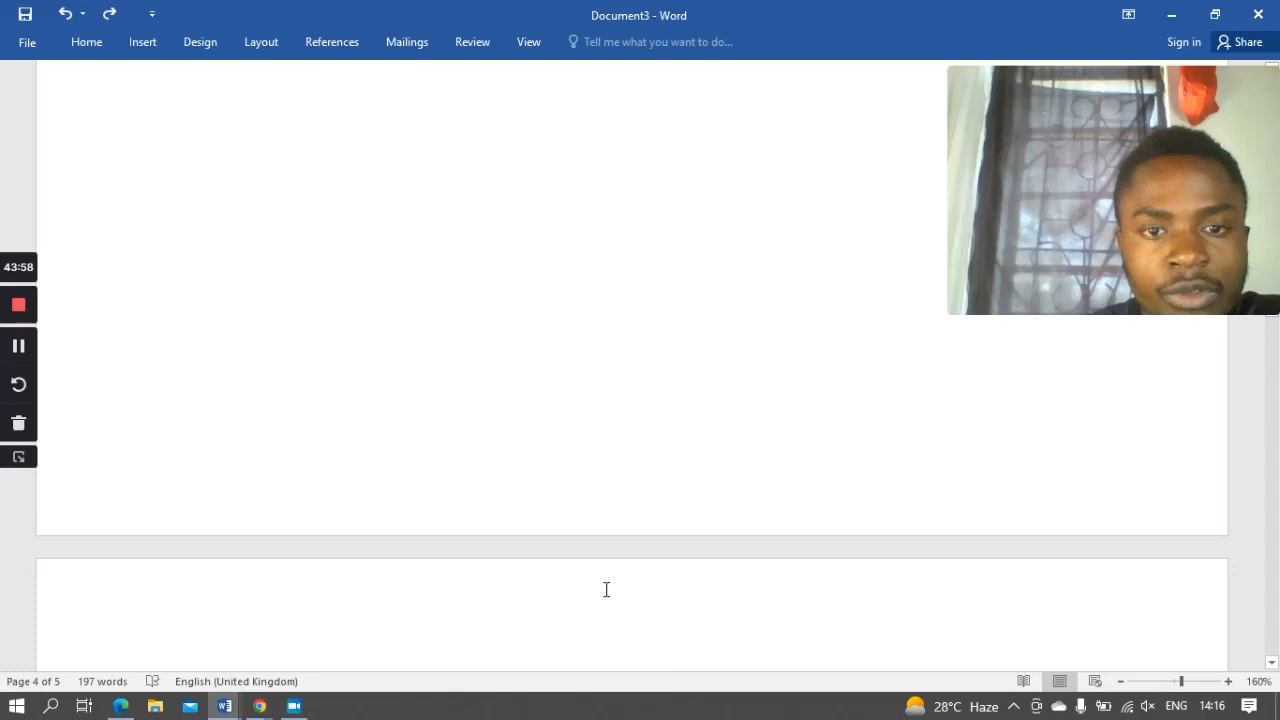 Document3 - Word
File Home Insert Design Layout References Mailings Review View Tell me what you want to do... Sign in Share
43:58
Page 4 of 5 197 words English (United Kingdom) 160%
28°C Haze ENG 14:16